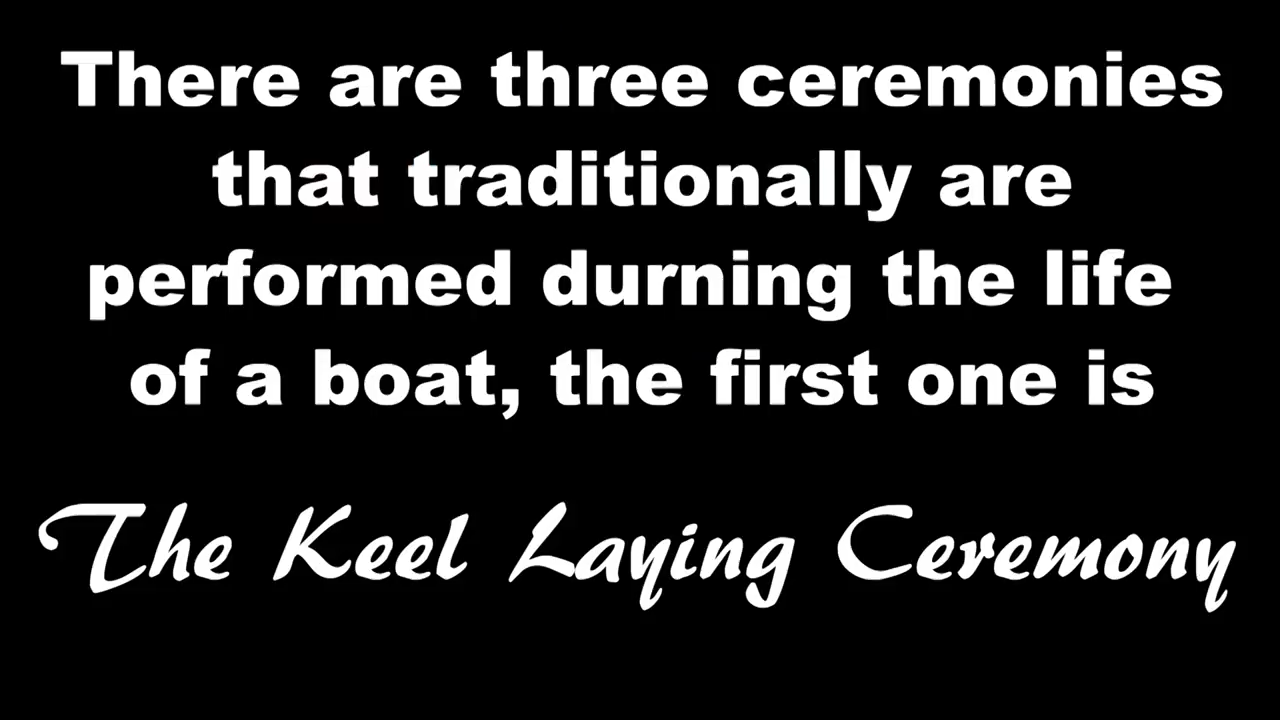 There are three ceremonies
that traditionally are
performed durning the life
of a boat, the first one is
The Keel Laying Ceremony